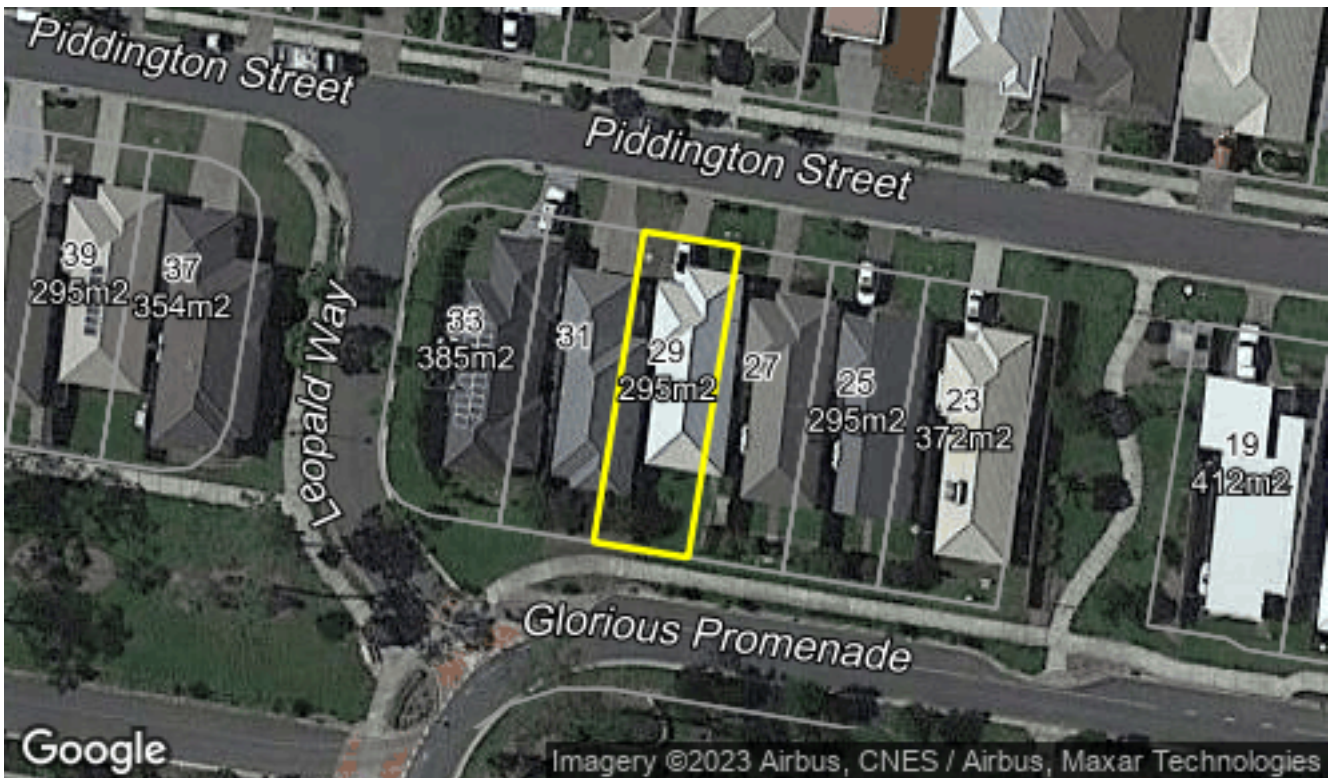 Piddington Street
Piddington Street
39
295m2
37
354m2
Leopald Way
33
385m2
31
29
295m2
27
25
295m2
23
372m2
19
412m2
Glorious Promenade
Google
Imagery ©2023 Airbus, CNES / Airbus, Maxar Technologies